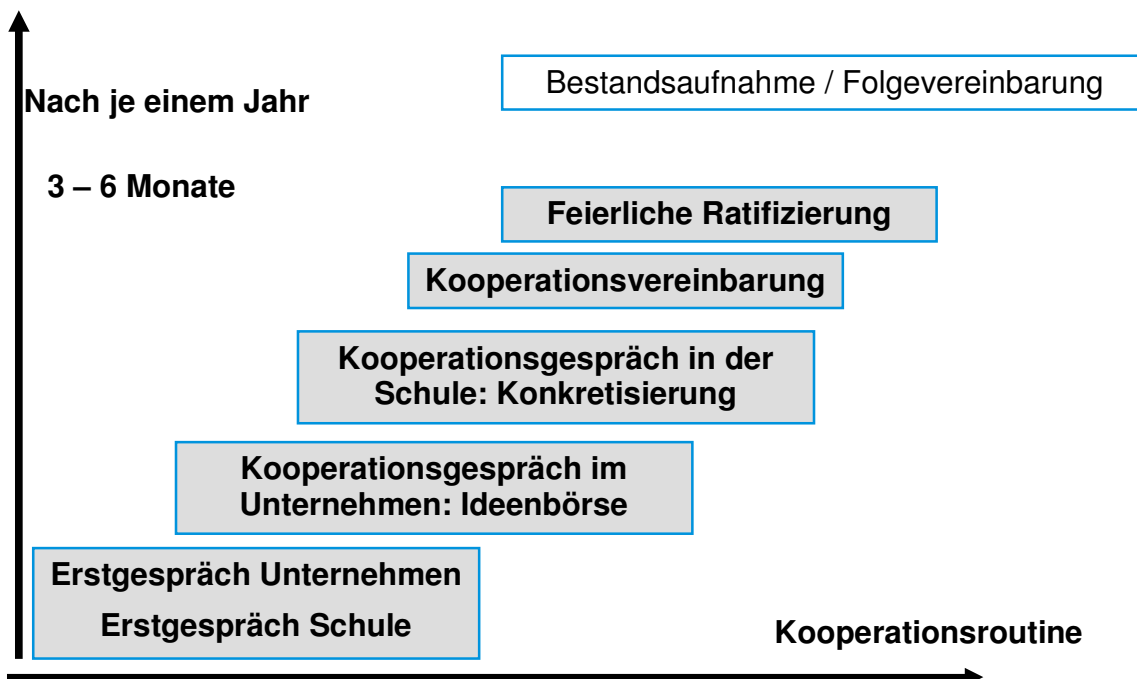 Bestandsaufnahme / Folgevereinbarung
Nach je einem Jahr
3 – 6 Monate
Feierliche Ratifizierung
Kooperationsvereinbarung
Kooperationsgespräch in der
Schule: Konkretisierung
Kooperationsgespräch im
Unternehmen: Ideenbörse
Erstgespräch Unternehmen
Erstgespräch Schule
Kooperationsroutine